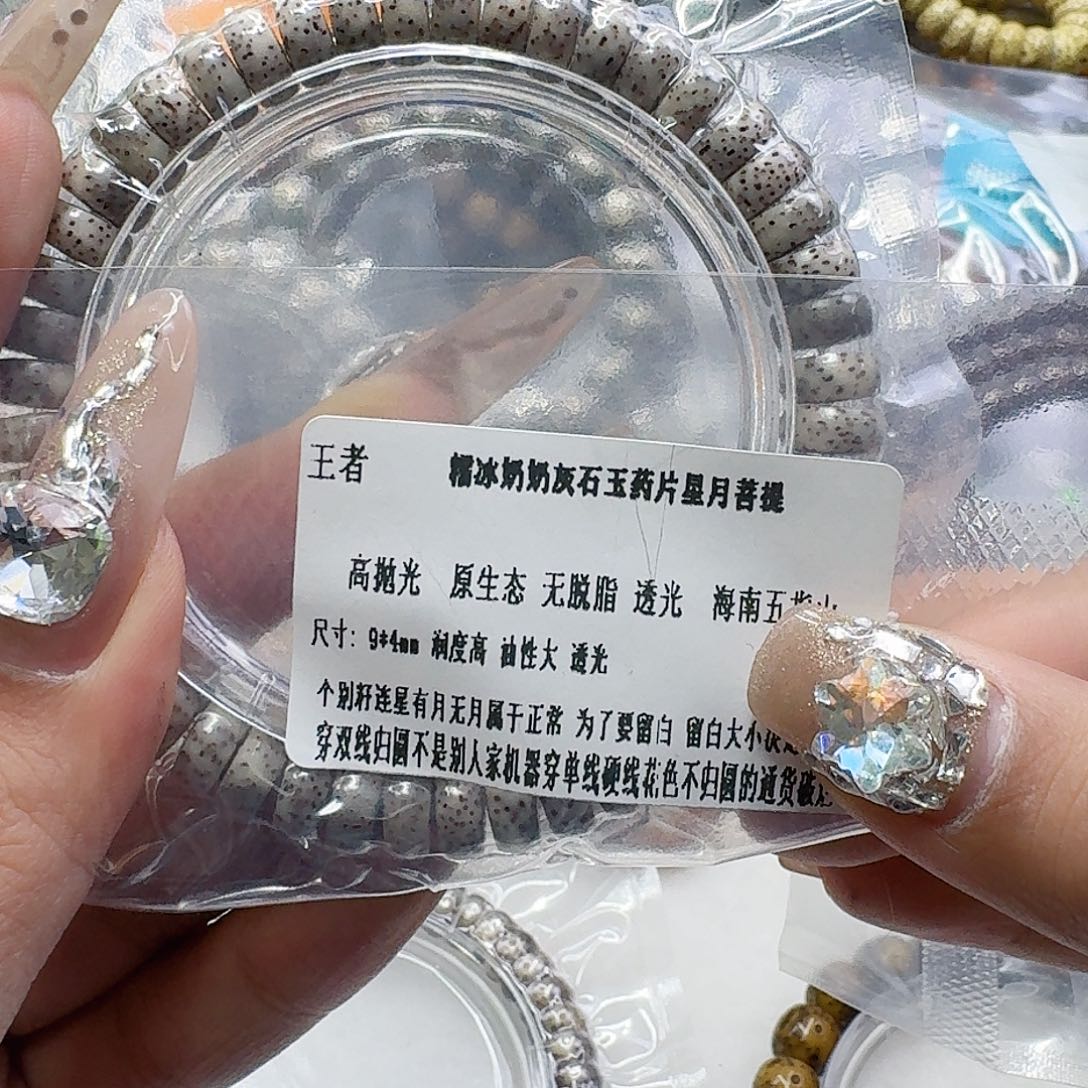 王者 糯冰奶奶灰石玉药片星月菩提
高抛光 原生态 无脱脂 透光 海南五指山
尺寸: 9*4mm 润度高 油性大 透光
个别籽连星有月无月属于正常 为了要留白 留白大小决
穿双线归圆不是别人家机器穿单线硬线花色不归圆的通货破